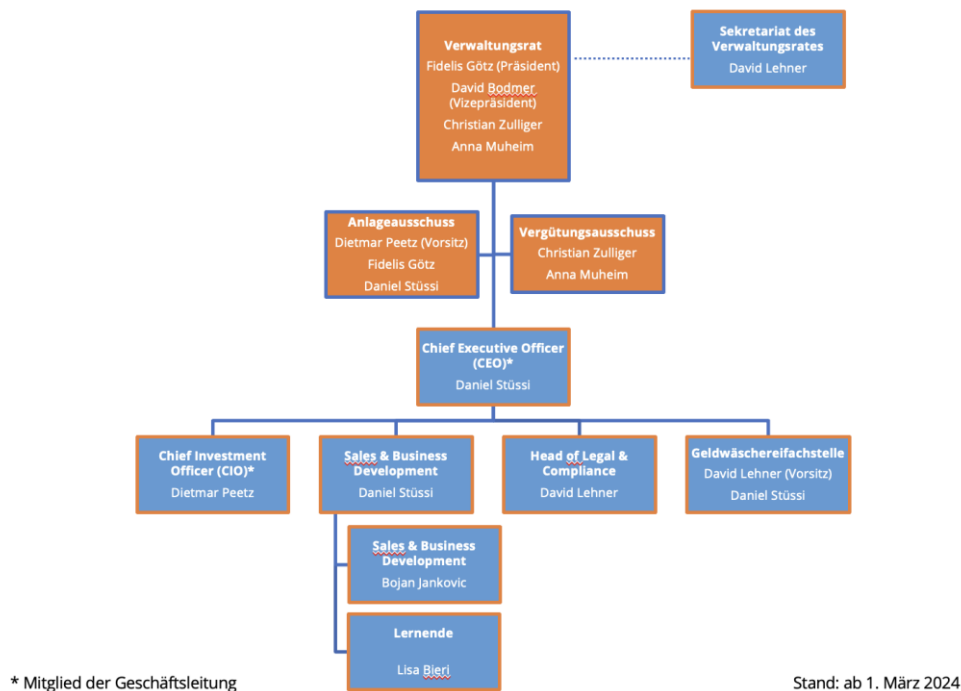 Verwaltungsrat
Fidelis Götz (Präsident)
David Bodmer
(Vizepräsident)
Christian Zulliger
Anna Muheim
Sekretariat des
Verwaltungsrates
David Lehner
Anlageausschuss
Dietmar Peetz (Vorsitz)
Fidelis Götz
Daniel Stüssi
Vergütungsausschuss
Christian Zulliger
Anna Muheim
Chief Executive Officer
(CEO)*
Daniel Stüssi
Chief Investment
Officer (CIO)*
Dietmar Peetz
Sales & Business
Development
Daniel Stüssi
Head of Legal &
Compliance
David Lehner
Geldwäschereifachstelle
David Lehner (Vorsitz)
Daniel Stüssi
Sales & Business
Development
Bojan Jankovic
Lernende
Lisa Bieri
* Mitglied der Geschäftsleitung
Stand: ab 1. März 2024